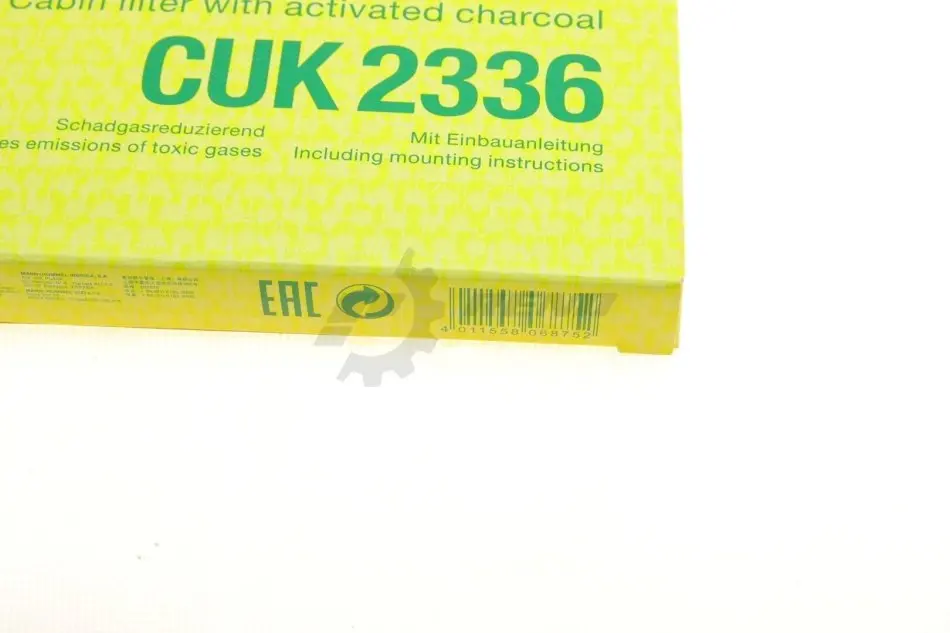 Cabin filter with activated charcoal
CUK 2336
Schadgasreduzierend
es emissions of toxic gases
Mit Einbauanleitung
Including mounting instructions
EAC
4 011558 068752